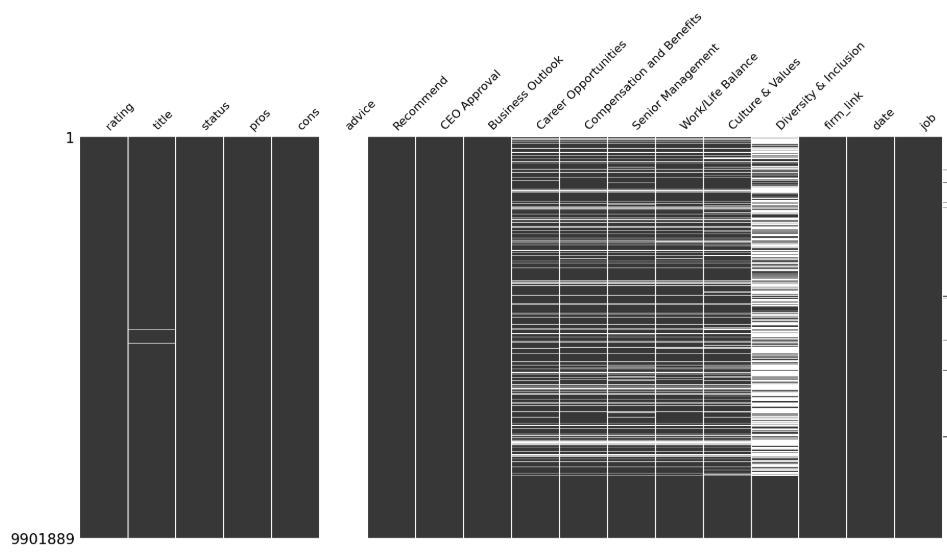 rating
title
status
pros
cons
advice
Recommend
CEO Approval
Business Outlook
Career Opportunities
Compensation and Benefits
Senior Management
Work/Life Balance
Culture & Values
Diversity & Inclusion
firm_link
date
job
1
9901889